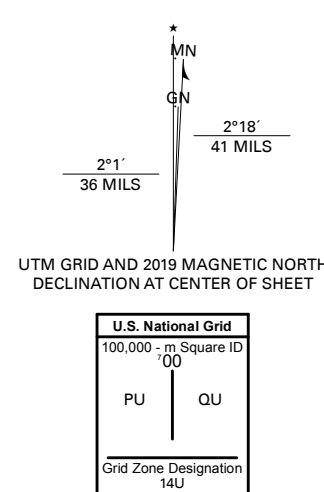 ★
MN
GN
2°18´
41 MILS
2°1´
36 MILS
UTM GRID AND 2019 MAGNETIC NORTH
DECLINATION AT CENTER OF SHEET
U.S. National Grid
100,000 - m Square ID
⁷00
PU QU
Grid Zone Designation
14U